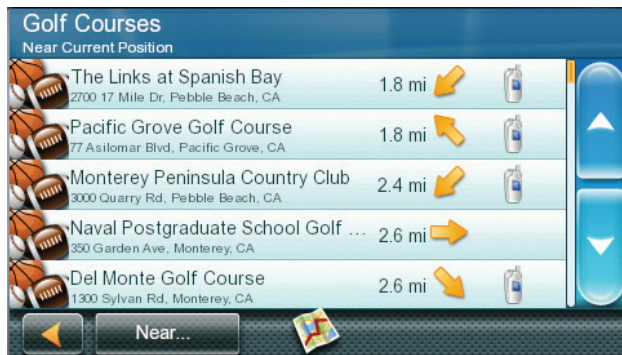 Golf Courses
Near Current Position
The Links at Spanish Bay
2700 17 Mile Dr, Pebble Beach, CA
1.8 mi
Pacific Grove Golf Course
77 Asilomar Blvd, Pacific Grove, CA
1.8 mi
Monterey Peninsula Country Club
3000 Quarry Rd, Pebble Beach, CA
2.4 mi
Naval Postgraduate School Golf ...
350 Garden Ave, Monterey, CA
2.6 mi
Del Monte Golf Course
1300 Sylvan Rd, Monterey, CA
2.6 mi
Near...